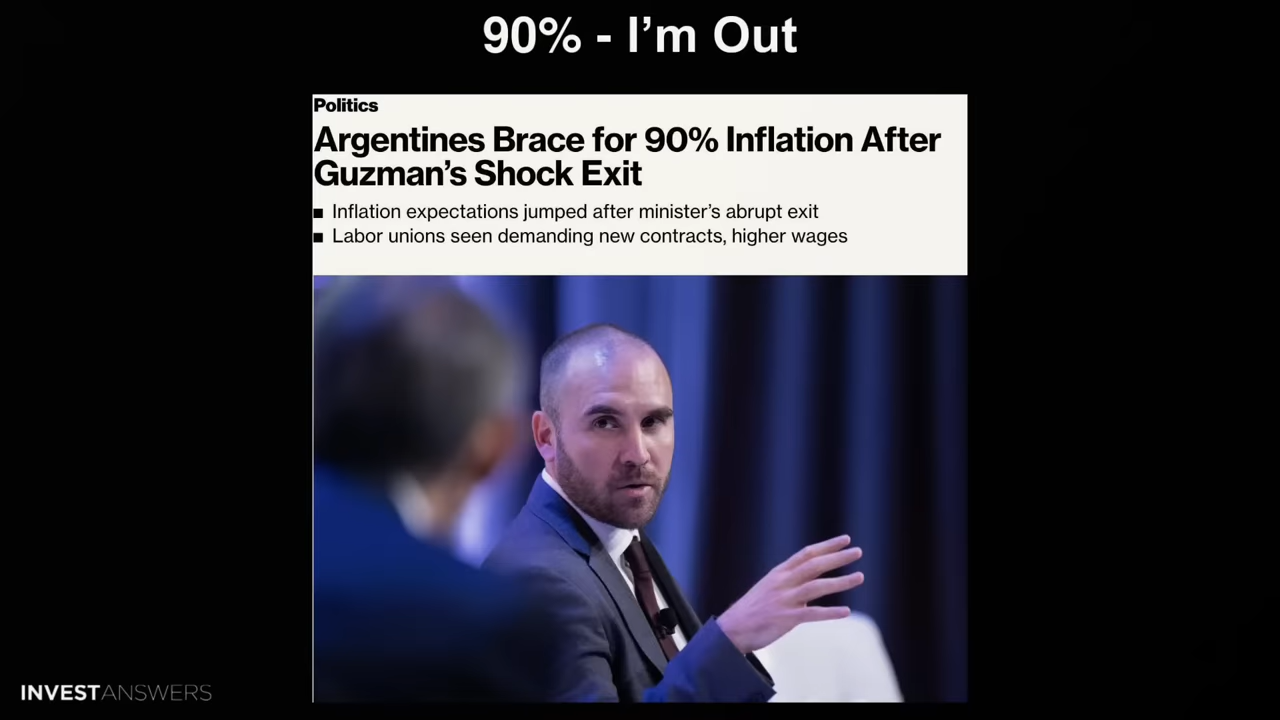 90% - I’m Out
Politics
Argentines Brace for 90% Inflation After
Guzman’s Shock Exit
■ Inflation expectations jumped after minister’s abrupt exit
■ Labor unions seen demanding new contracts, higher wages
INVESTANSWERS